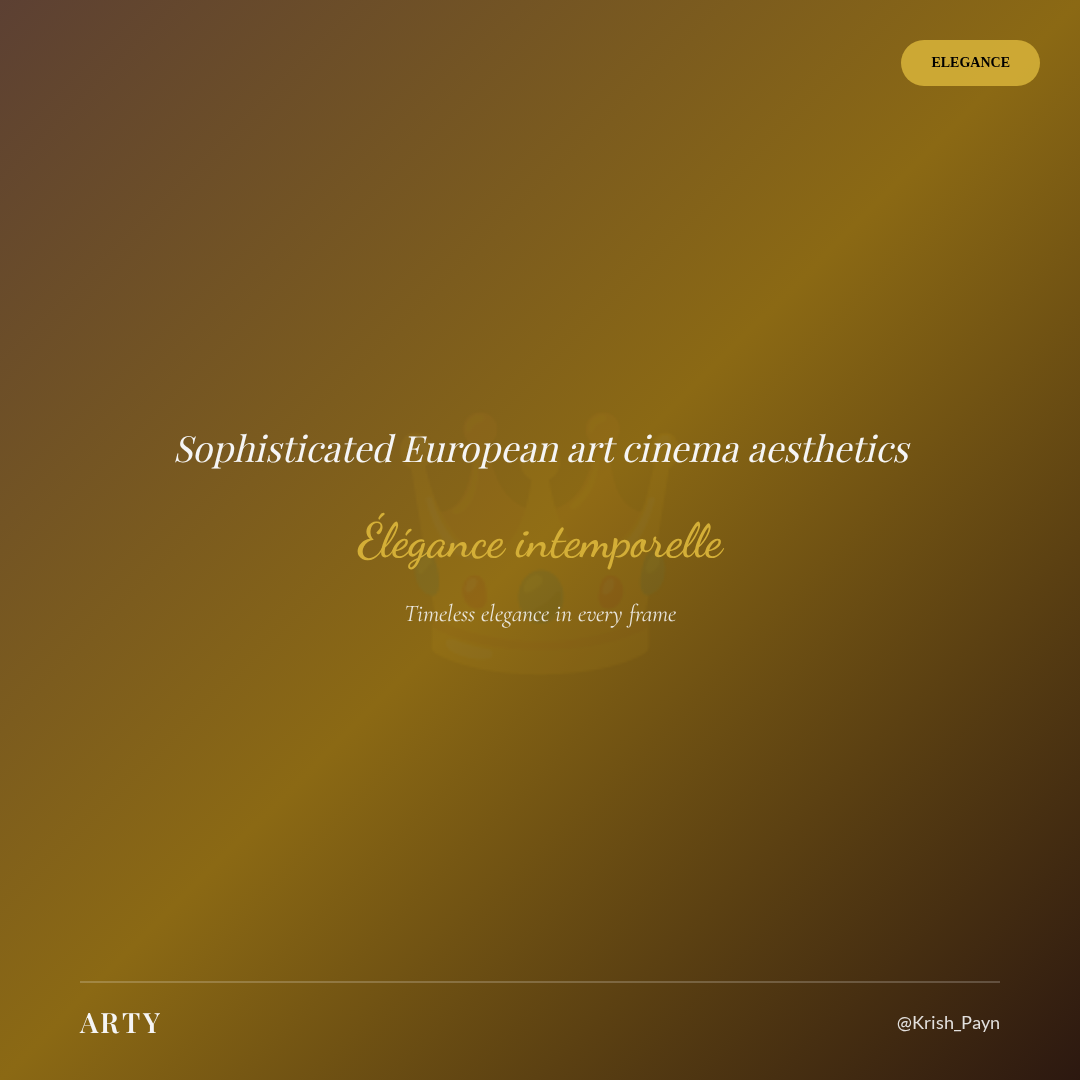 ELEGANCE
Sophisticated European art cinema aesthetics
Élégance intemporelle
Timeless elegance in every frame
ARTY
@Krish_Payn